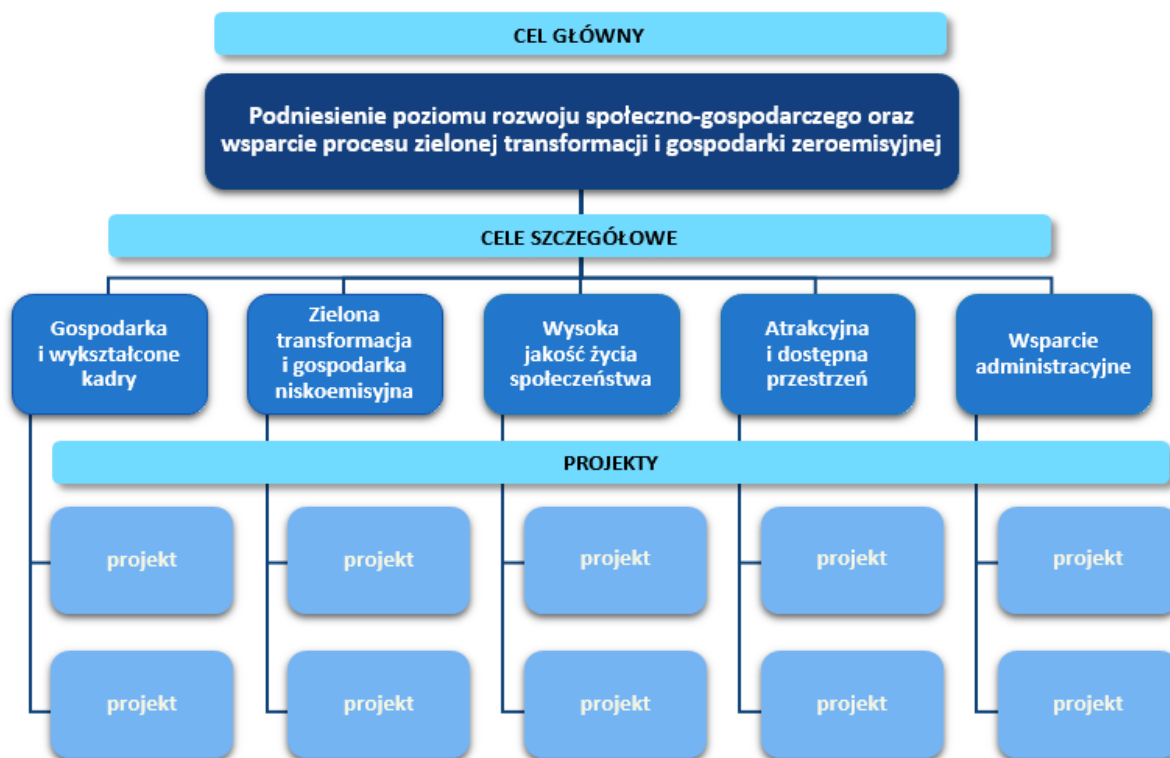 CEL GŁÓWNY
Podniesienie poziomu rozwoju społeczno-gospodarczego oraz
wsparcie procesu zielonej transformacji i gospodarki zeroemisyjnej
CELE SZCZEGÓŁOWE
Gospodarka
i wykształcone
kadry
Zielona
transformacja
i gospodarka
niskoemisyjna
Wysoka
jakość życia
społeczeństwa
Atrakcyjna
i dostępna
przestrzeń
Wsparcie
administracyjne
PROJEKTY
projekt
projekt
projekt
projekt
projekt
projekt
projekt
projekt
projekt
projekt